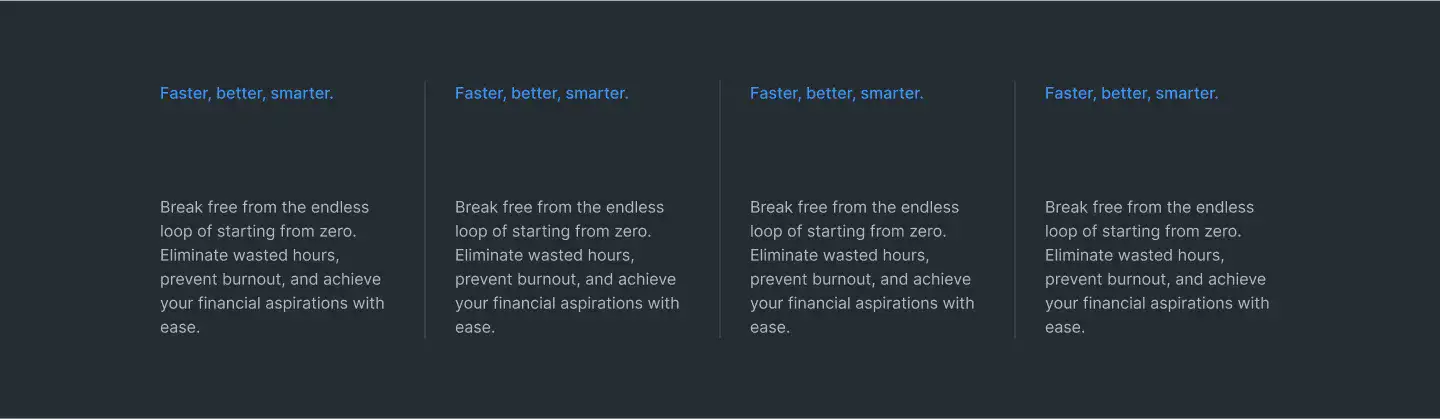 Faster, better, smarter.
Break free from the endless
loop of starting from zero.
Eliminate wasted hours,
prevent burnout, and achieve
your financial aspirations with
ease.
Faster, better, smarter.
Break free from the endless
loop of starting from zero.
Eliminate wasted hours,
prevent burnout, and achieve
your financial aspirations with
ease.
Faster, better, smarter.
Break free from the endless
loop of starting from zero.
Eliminate wasted hours,
prevent burnout, and achieve
your financial aspirations with
ease.
Faster, better, smarter.
Break free from the endless
loop of starting from zero.
Eliminate wasted hours,
prevent burnout, and achieve
your financial aspirations with
ease.